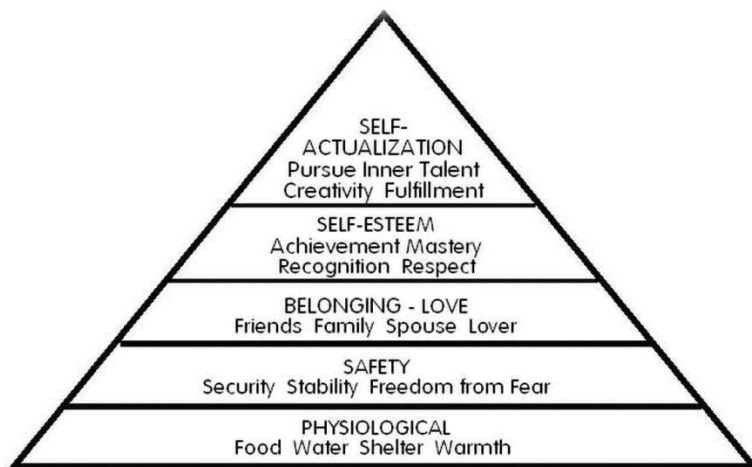 SELF-
ACTUALIZATION
Pursue Inner Talent
Creativity Fulfillment
SELF-ESTEEM
Achievement Mastery
Recognition Respect
BELONGING - LOVE
Friends Family Spouse Lover
SAFETY
Security Stability Freedom from Fear
PHYSIOLOGICAL
Food Water Shelter Warmth